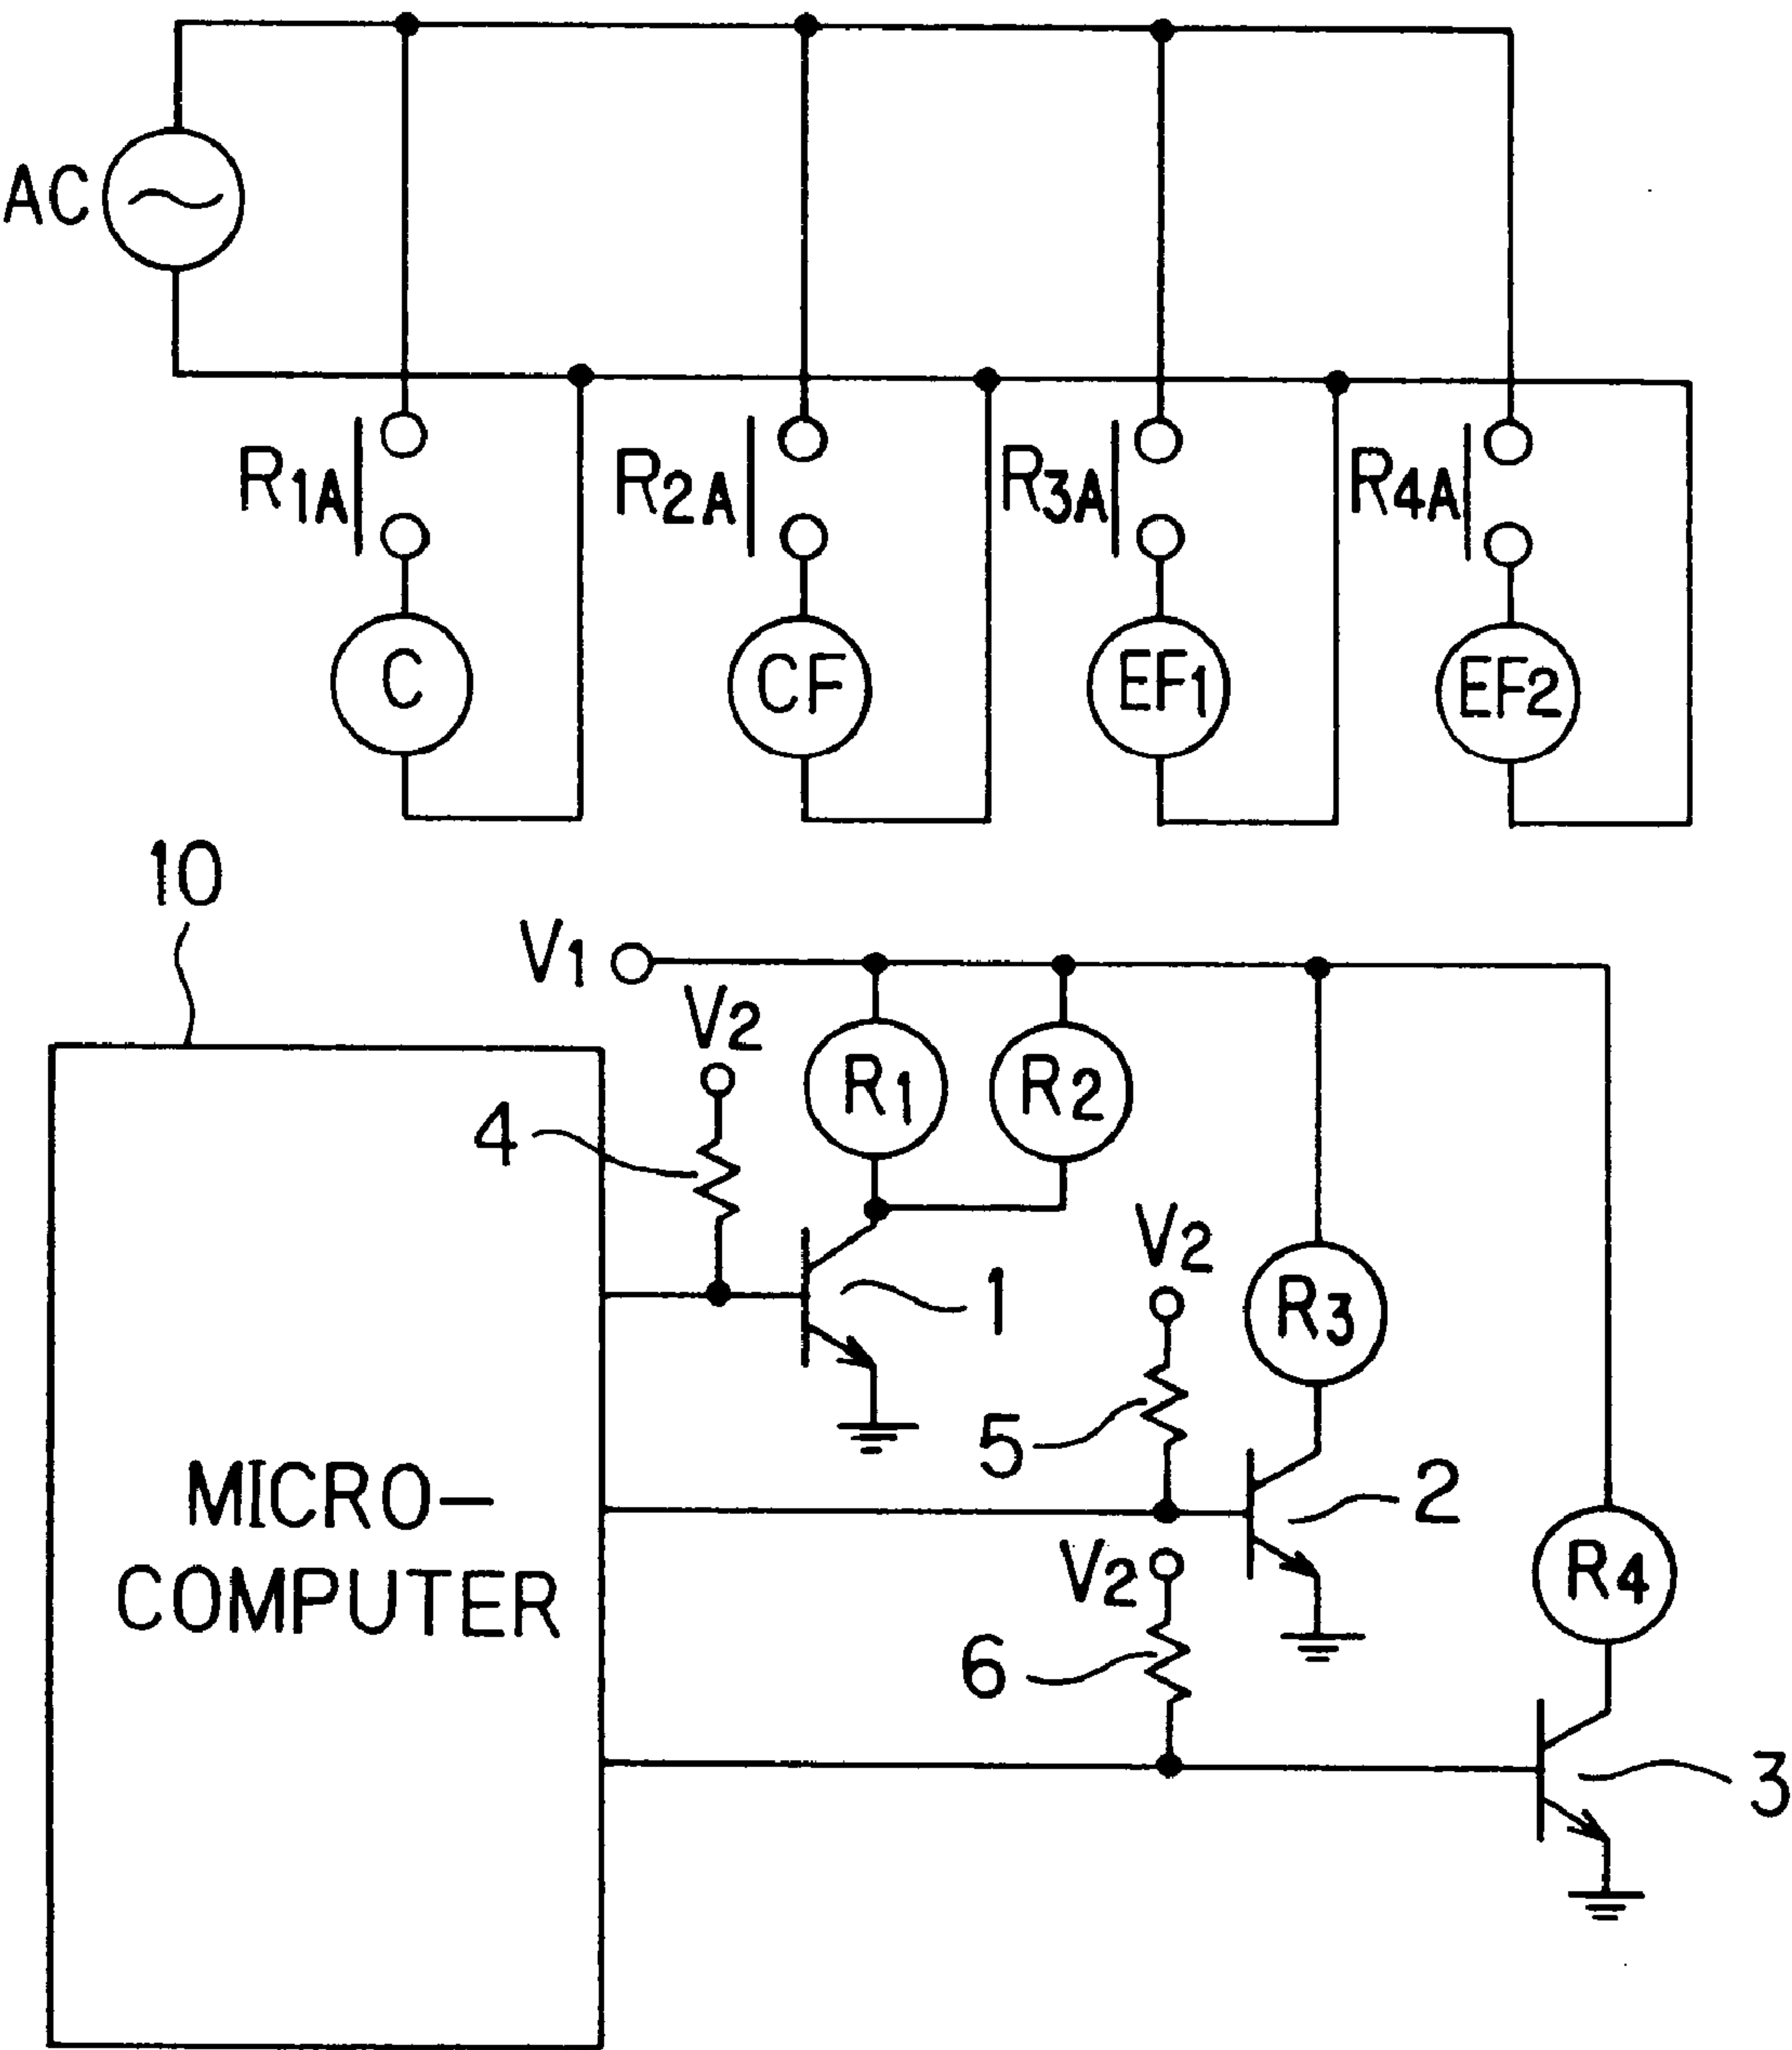 AC
R1A
R2A
R3A
R4A
C
CF
EF1
EF2
10
V1
V2
R1
R2
4
V2
1
R3
5
2
MICRO-
COMPUTER
V2
R4
6
3